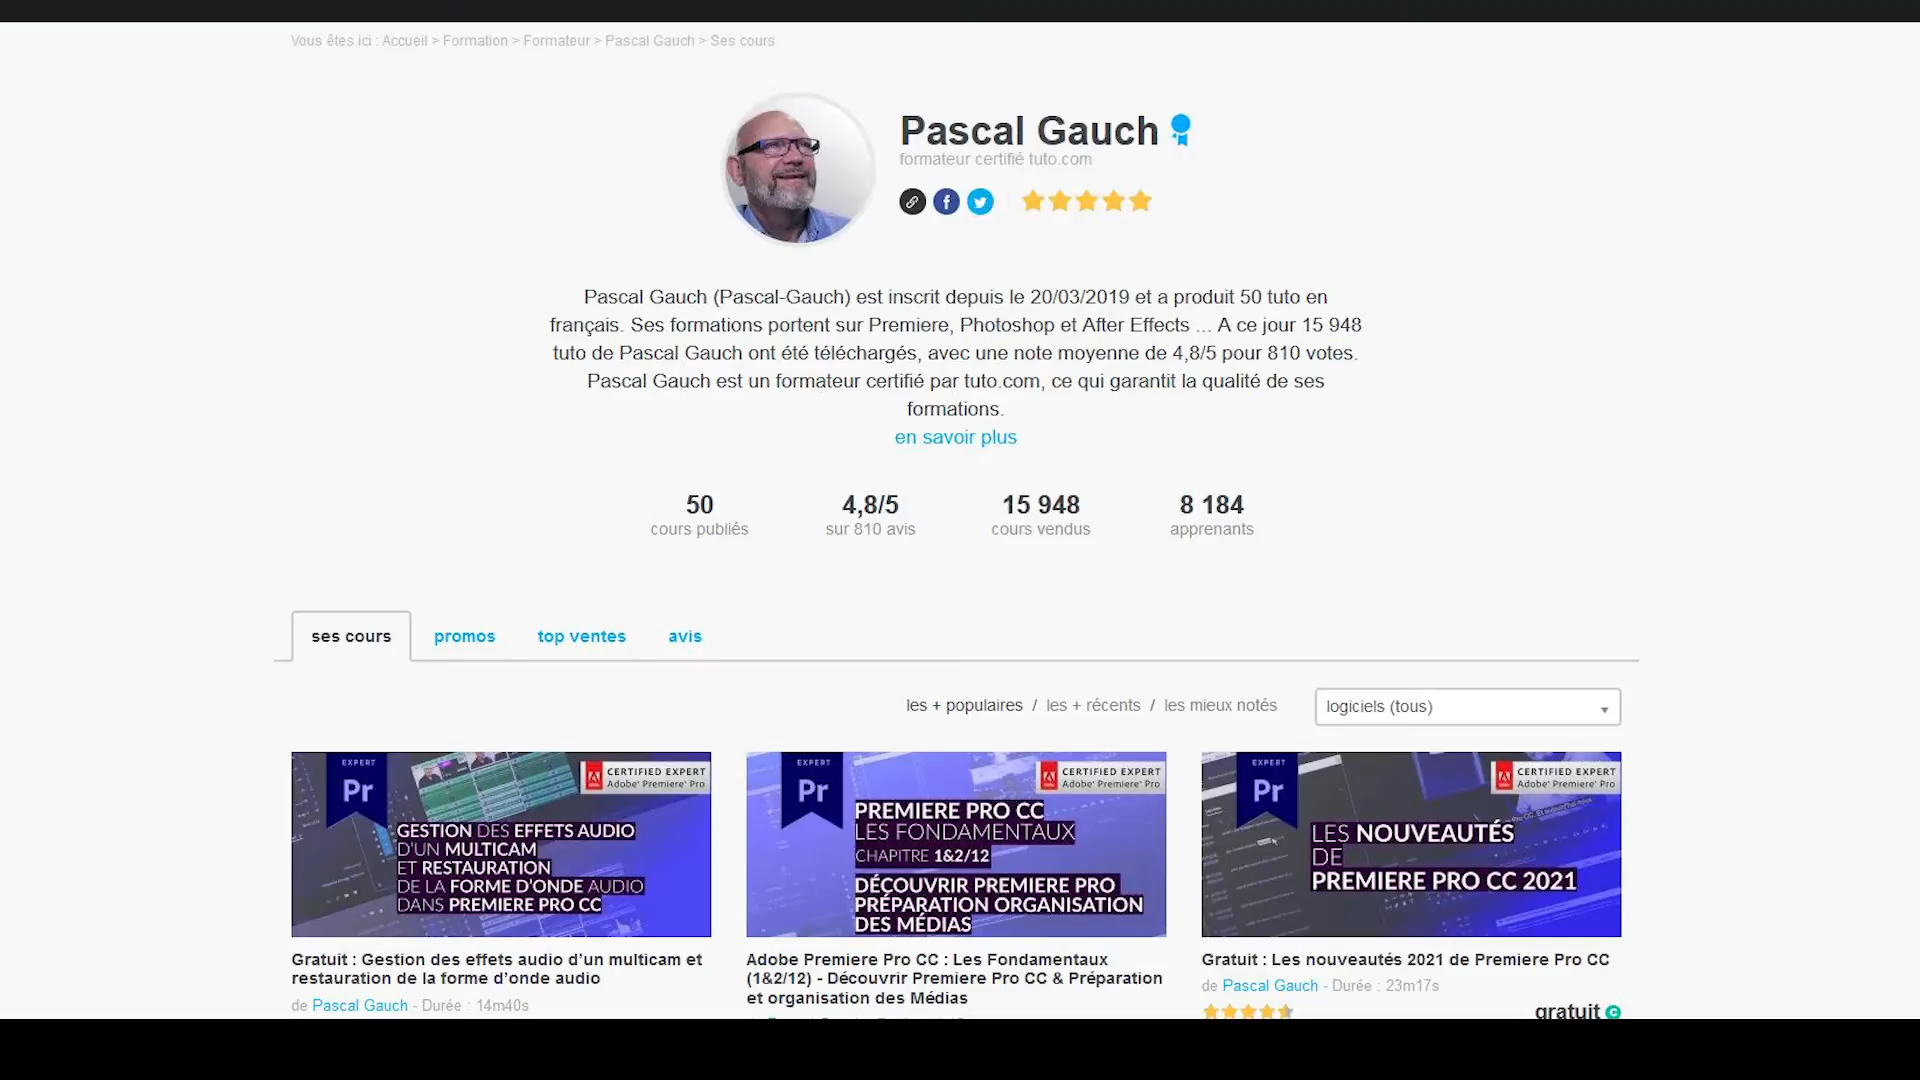 Vous êtes ici : Accueil > Formation > Formateur > Pascal Gauch > Ses cours
Pascal Gauch
formateur certifié tuto.com
Pascal Gauch (Pascal-Gauch) est inscrit depuis le 20/03/2019 et a produit 50 tuto en
français. Ses formations portent sur Premiere, Photoshop et After Effects ... A ce jour 15 948
tuto de Pascal Gauch ont été téléchargés, avec une note moyenne de 4,8/5 pour 810 votes.
Pascal Gauch est un formateur certifié par tuto.com, ce qui garantit la qualité de ses
formations.
en savoir plus
50 4,8/5 15 948 8 184
cours publiés sur 810 avis cours vendus apprenants
ses cours promos top ventes avis
les + populaires / les + récents / les mieux notés logiciels (tous)
EXPERT
Pr
CERTIFIED EXPERT
Adobe® Premiere® Pro
GESTION DES EFFETS AUDIO
D'UN MULTICAM
ET RESTAURATION
DE LA FORME D'ONDE AUDIO
DANS PREMIERE PRO CC
Gratuit : Gestion des effets audio d’un multicam et
restauration de la forme d’onde audio
de Pascal Gauch - Durée : 14m40s
EXPERT
Pr
CERTIFIED EXPERT
Adobe® Premiere® Pro
PREMIERE PRO CC
LES FONDAMENTAUX
CHAPITRE 1&2/12
DÉCOUVRIR PREMIERE PRO
PRÉPARATION ORGANISATION
DES MÉDIAS
Adobe Premiere Pro CC : Les Fondamentaux
(1&2/12) - Découvrir Premiere Pro CC & Préparation
et organisation des Médias
EXPERT
Pr
CERTIFIED EXPERT
Adobe® Premiere® Pro
LES NOUVEAUTÉS
DE
PREMIERE PRO CC 2021
Gratuit : Les nouveautés 2021 de Premiere Pro CC
de Pascal Gauch - Durée : 23m17s
gratuit